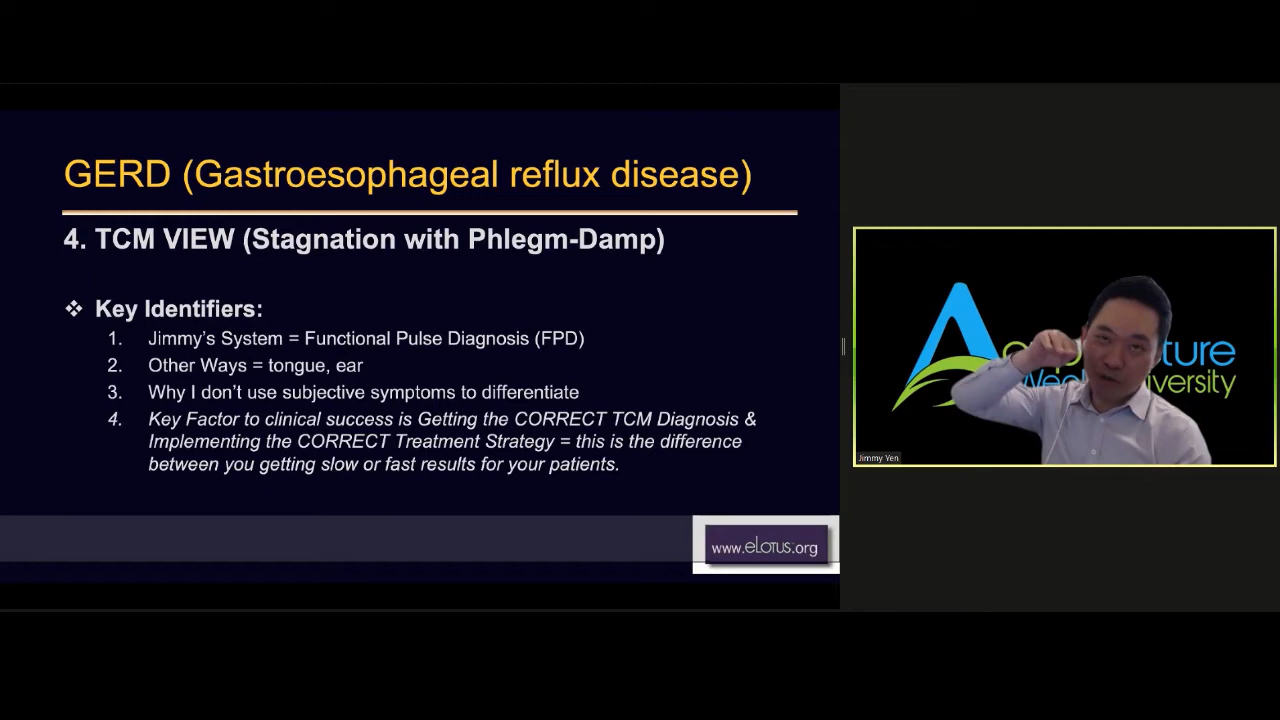 GERD (Gastroesophageal reflux disease)
4. TCM VIEW (Stagnation with Phlegm-Damp)
❖ Key Identifiers:
1. Jimmy's System = Functional Pulse Diagnosis (FPD)
2. Other Ways = tongue, ear
3. Why I don't use subjective symptoms to differentiate
4. Key Factor to clinical success is Getting the CORRECT TCM Diagnosis &
Implementing the CORRECT Treatment Strategy = this is the difference
between you getting slow or fast results for your patients.
www.eLotus.org
Jimmy Yen